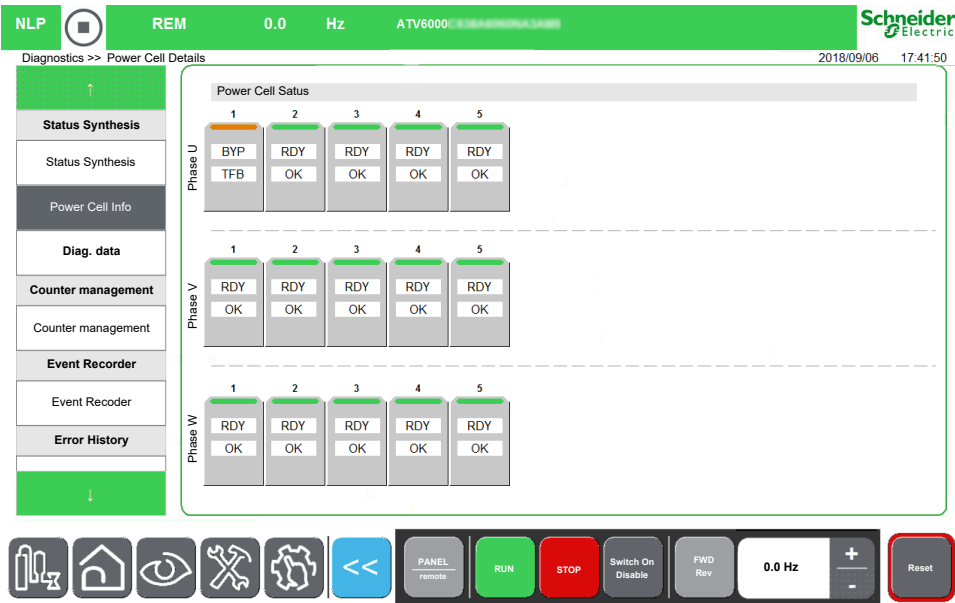 NLP REM 0.0 Hz ATV6000
Schneider
Electric
Diagnostics >> Power Cell Details 2018/09/06 17:41:50
↑
Status Synthesis
Status Synthesis
Power Cell Info
Diag. data
Counter management
Counter management
Event Recorder
Event Recoder
Error History
↓
Power Cell Satus
Phase U
1 2 3 4 5
BYP RDY RDY RDY RDY
TFB OK OK OK OK
Phase V
1 2 3 4 5
RDY RDY RDY RDY RDY
OK OK OK OK OK
Phase W
1 2 3 4 5
RDY RDY RDY RDY RDY
OK OK OK OK OK
<<
PANEL
remote
RUN
STOP
Switch On
Disable
FWD
Rev
0.0 Hz
+
-
Reset